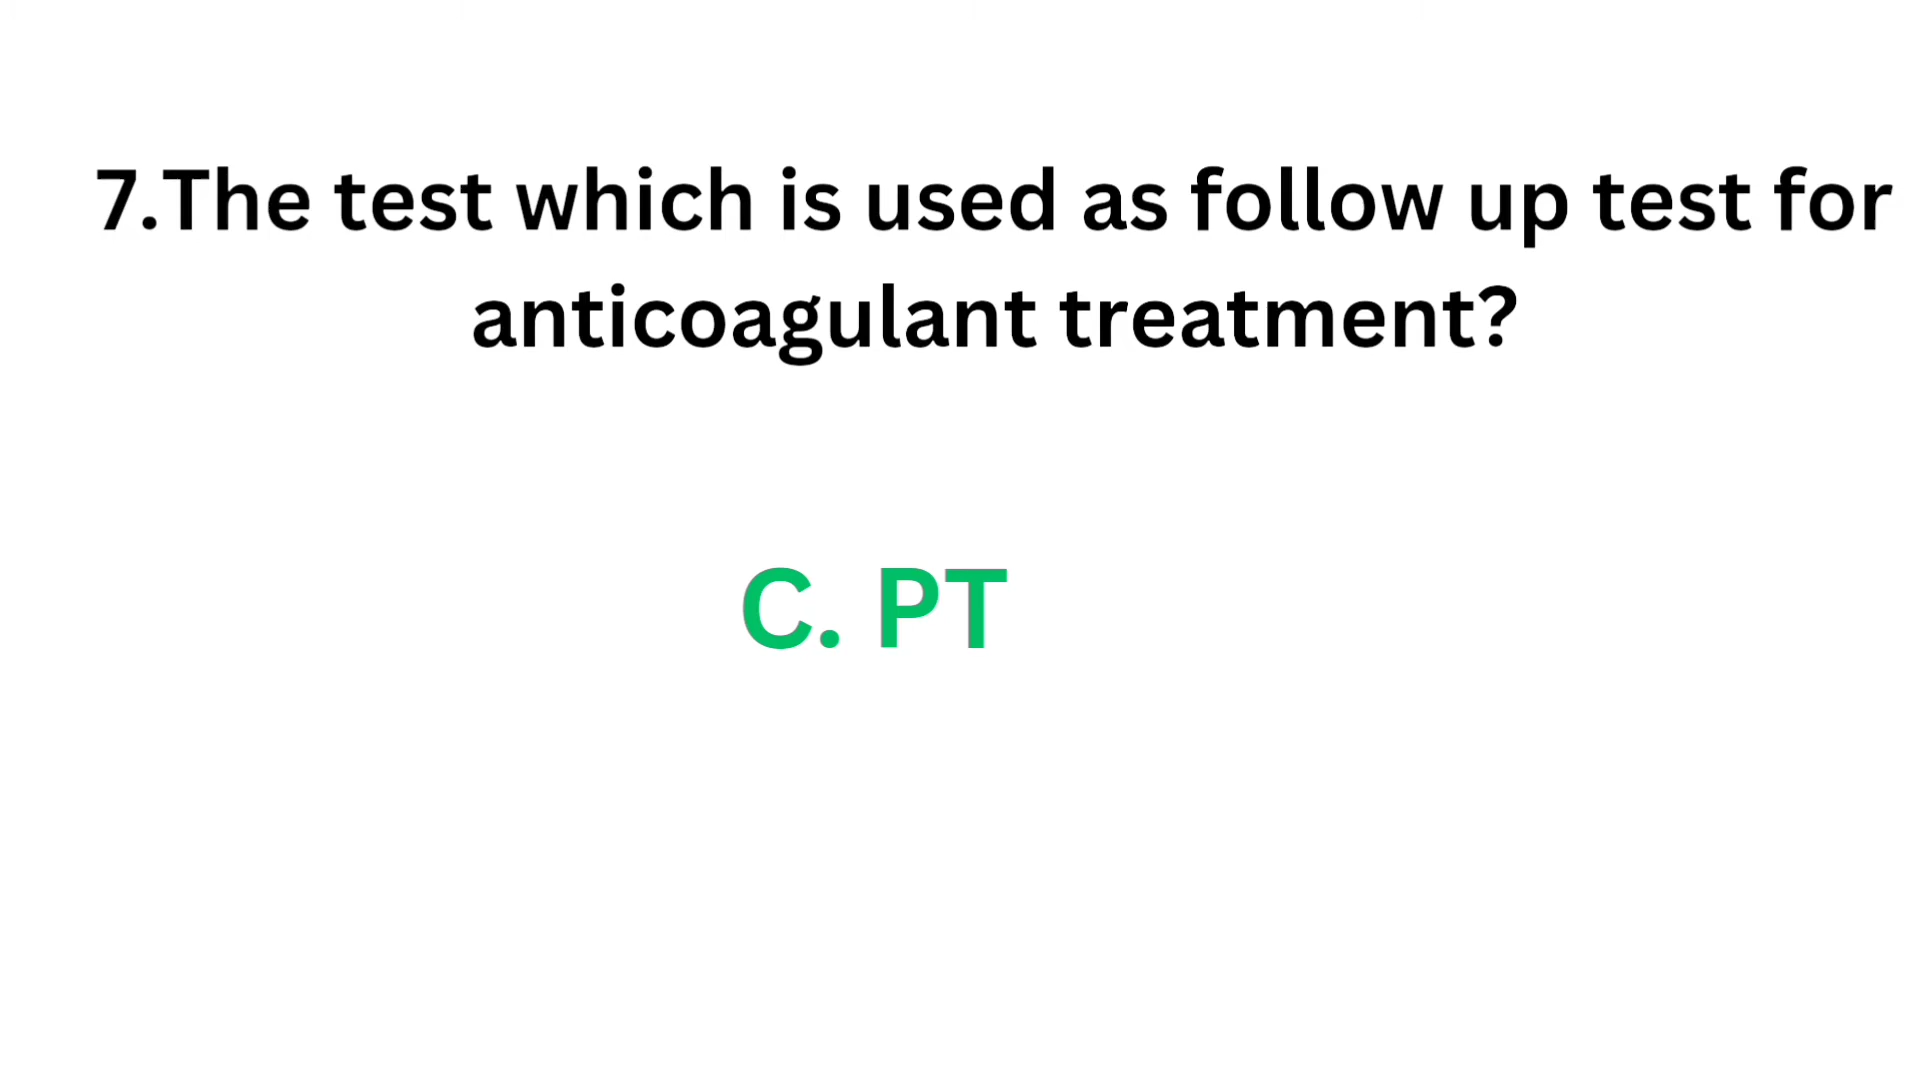 7.The test which is used as follow up test for
anticoagulant treatment?
C. PT